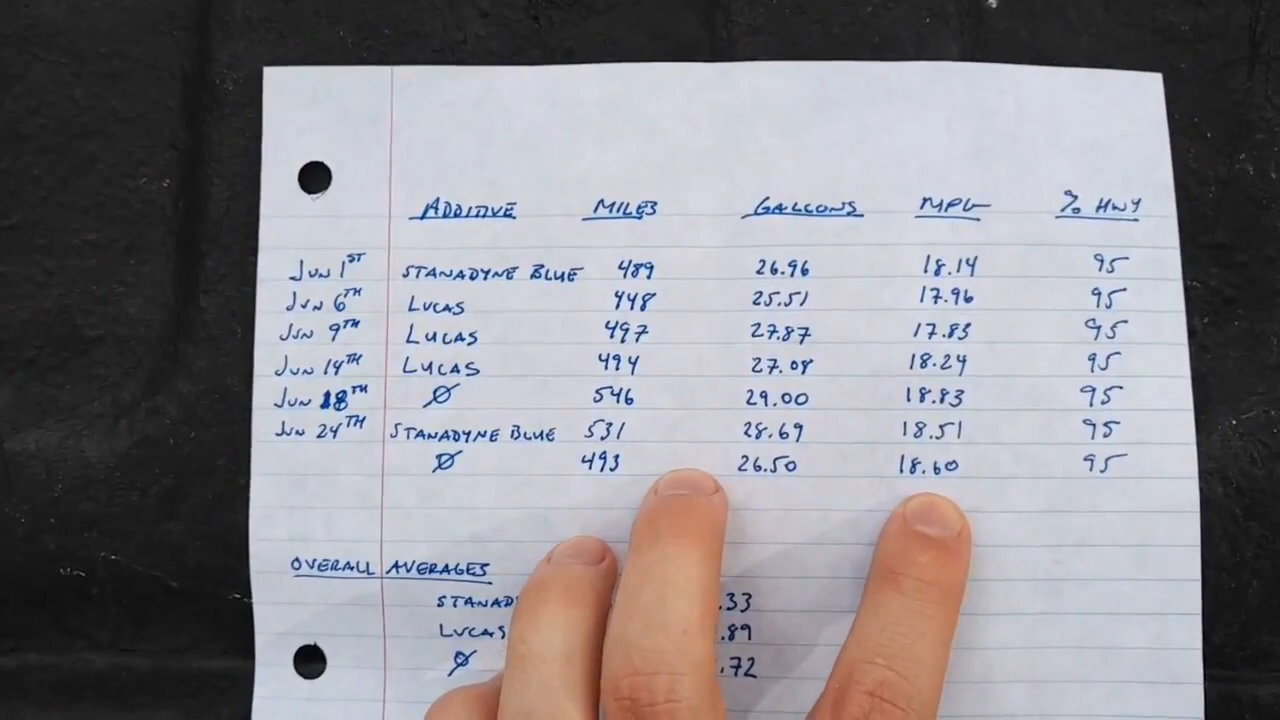 ADDITIVE MILES GALLONS MPG % HWY
JUN 1ST STANADYNE BLUE 489 26.96 18.14 95
JUN 6TH LUCAS 448 25.51 17.96 95
JUN 9TH LUCAS 497 27.87 17.83 95
JUN 14TH LUCAS 494 27.08 18.24 95
JUN 18TH Ø 546 29.00 18.83 95
JUN 24TH STANADYNE BLUE 531 28.69 18.51 95
Ø 493 26.50 18.60 95
OVERALL AVERAGES
STANAD .33
LUCAS .89
Ø .72